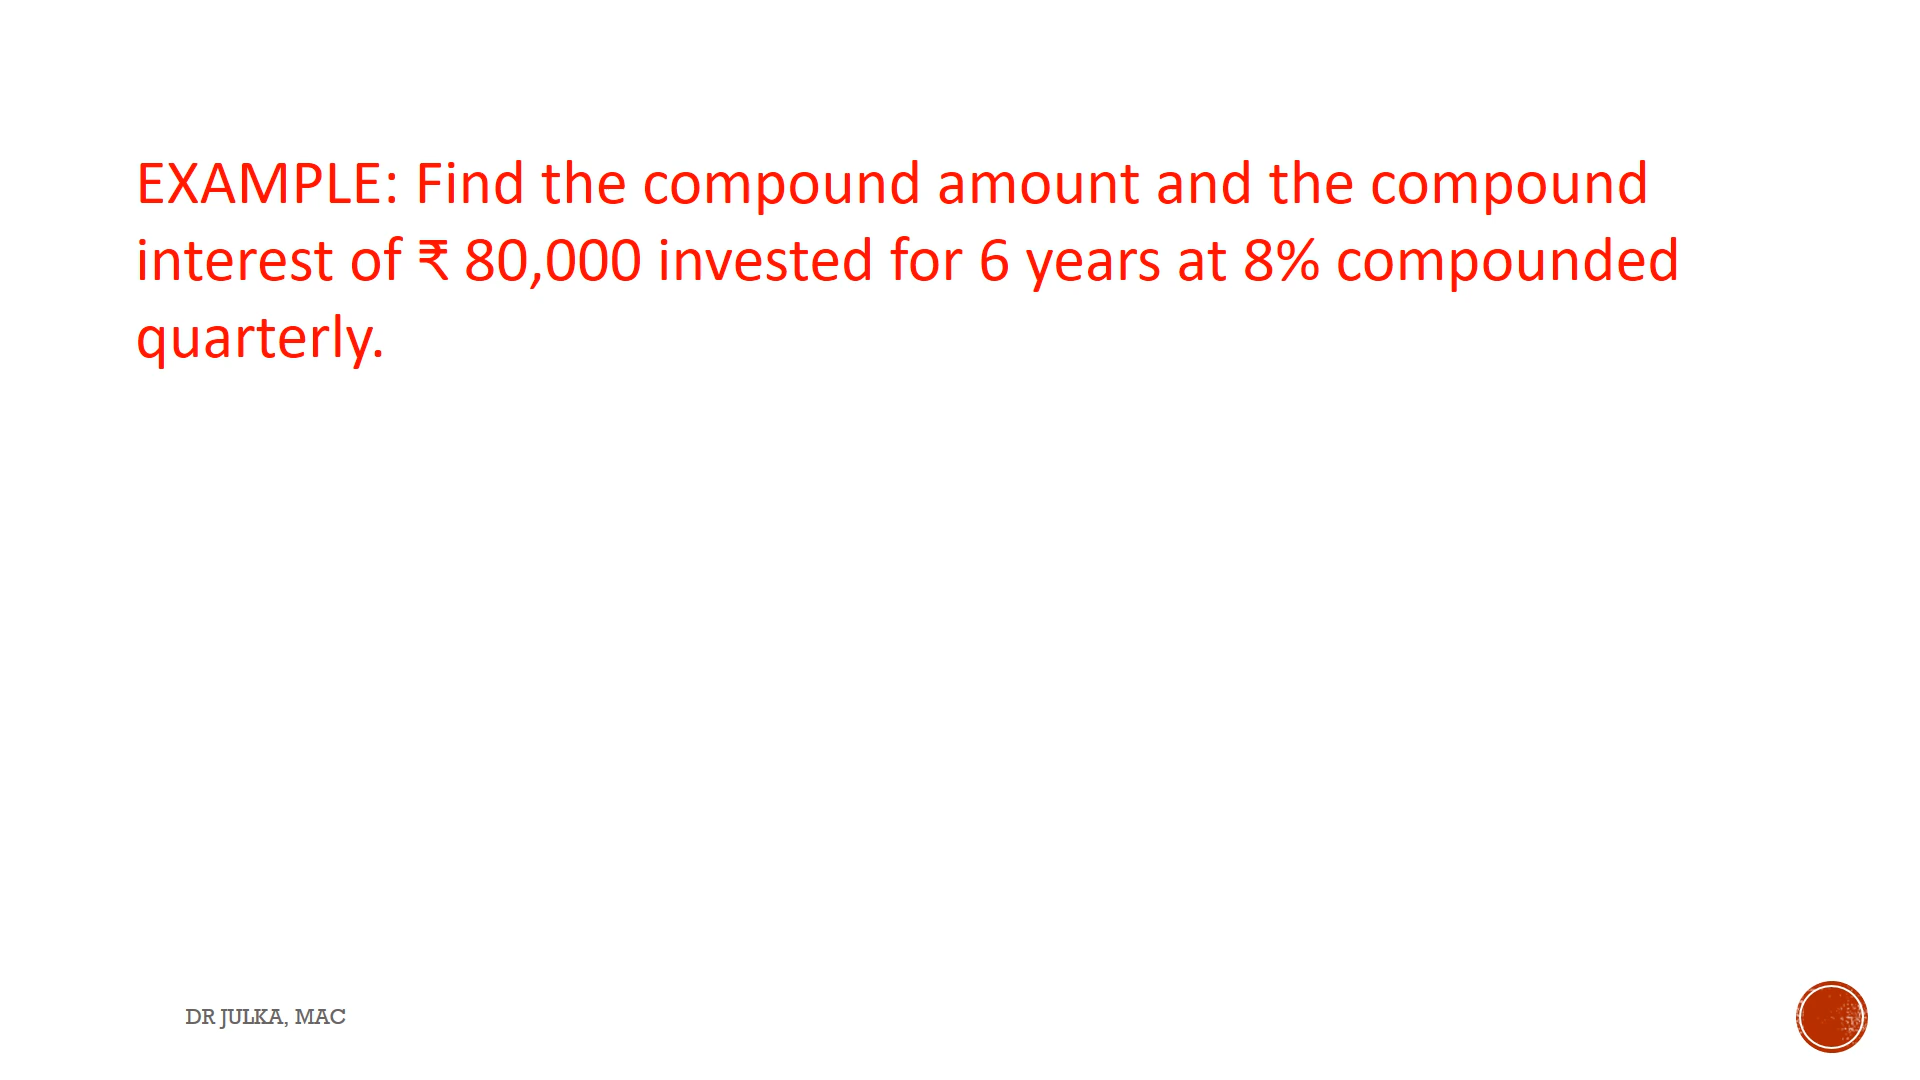 EXAMPLE: Find the compound amount and the compound
interest of ₹ 80,000 invested for 6 years at 8% compounded
quarterly.
DR JULKA, MAC